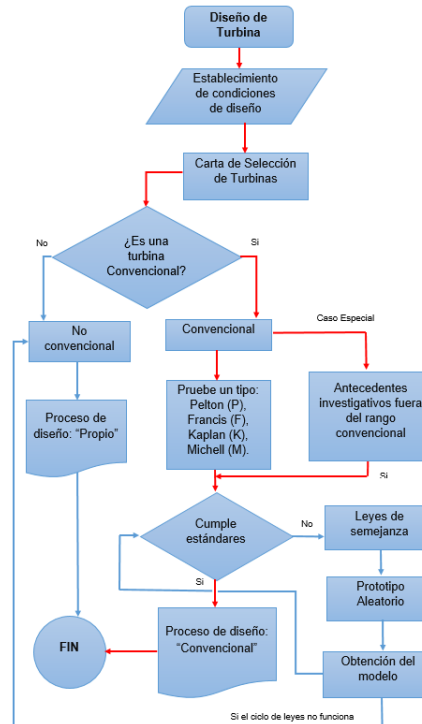 Diseño de
Turbina
Establecimiento
de condiciones
de diseño
Carta de Selección
de Turbinas
¿Es una
turbina
Convencional?
No
Si
No
convencional
Convencional
Caso Especial
Proceso de
diseño: “Propio”
Pruebe un tipo:
Pelton (P),
Francis (F),
Kaplan (K),
Michell (M).
Antecedentes
investigativos fuera
del rango
convencional
Si
Cumple
estándares
No
Leyes de
semejanza
Si
Prototipo
Aleatorio
Proceso de diseño:
“Convencional”
FIN
Obtención del
modelo
Si el ciclo de leyes no funciona